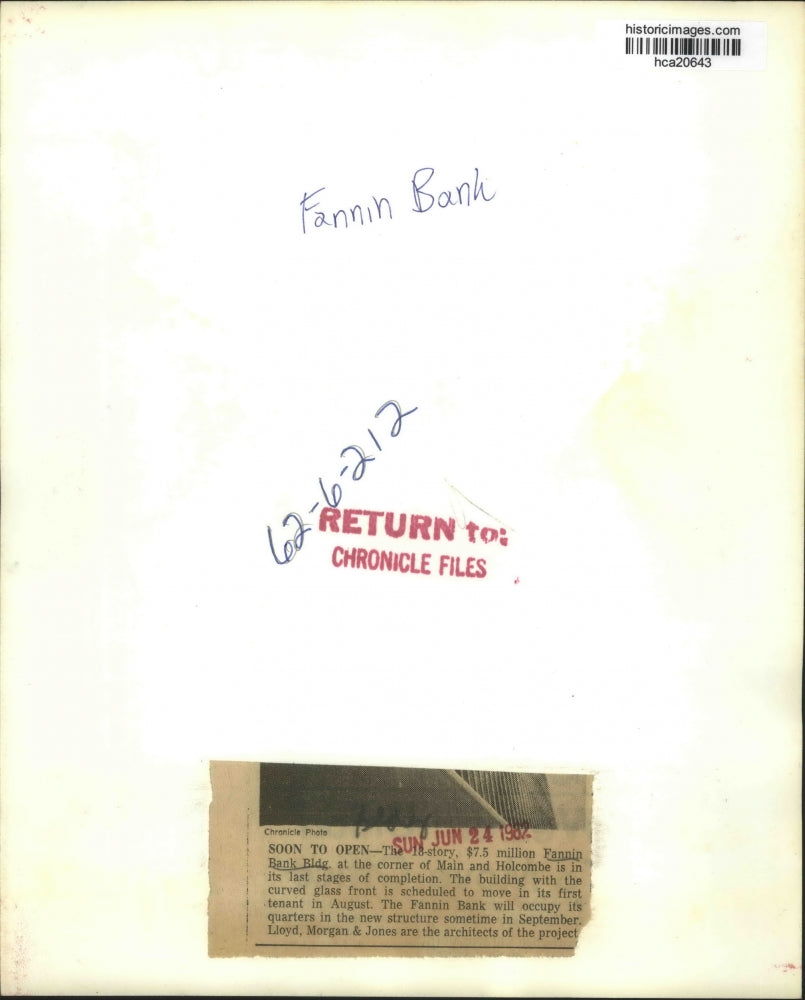 historicimages.com
hca20643
Fannin Bank
62-6-212
RETURN to:
CHRONICLE FILES
Chronicle Photo
SUN JUN 24 1962
SOON TO OPEN—The 18-story, $7.5 million Fannin
Bank Bldg. at the corner of Main and Holcombe is in
its last stages of completion. The building with the
curved glass front is scheduled to move in its first
tenant in August. The Fannin Bank will occupy its
quarters in the new structure sometime in September.
Lloyd, Morgan & Jones are the architects of the project